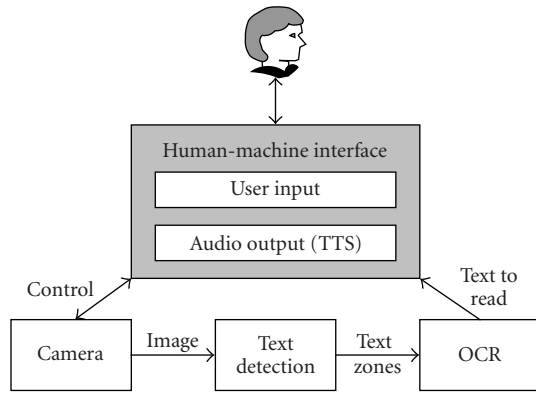 Human-machine interface
User input
Audio output (TTS)
Control
Text to
read
Camera
Image
Text
detection
Text
zones
OCR